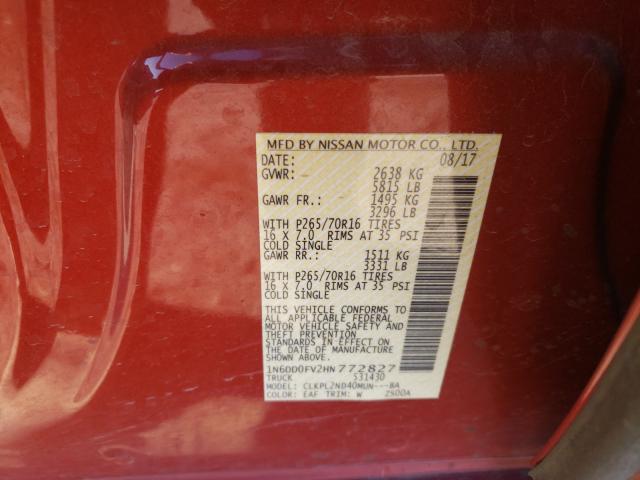 MFD BY NISSAN MOTOR CO., LTD.
DATE: 08/17
GVWR: 2638 KG
5815 LB
GAWR FR.: 1495 KG
3296 LB
WITH P265/70R16 TIRES
16 X 7.0 RIMS AT 35 PSI
COLD SINGLE
GAWR RR.: 1511 KG
3331 LB
WITH P265/70R16 TIRES
16 X 7.0 RIMS AT 35 PSI
COLD SINGLE
THIS VEHICLE CONFORMS TO
ALL APPLICABLE FEDERAL
MOTOR VEHICLE SAFETY AND
THEFT PREVENTION
STANDARDS IN EFFECT ON
THE DATE OF MANUFACTURE
SHOWN ABOVE.
1N6DD0FV2HN772827
TRUCK 531430
MODEL: CLKPL2ND40MUN---BA
COLOR: EAF TRIM: W 2S00A